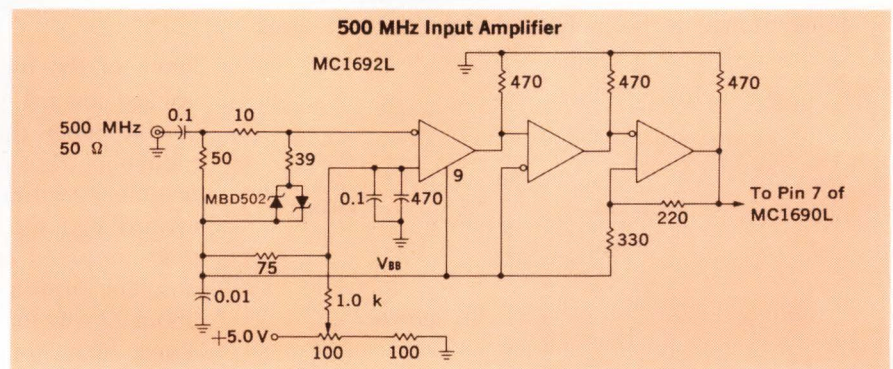 500 MHz Input Amplifier
MC1692L
470
470
470
0.1
10
500 MHz
50 Ω
50
39
9
MBD502
0.1
470
To Pin 7 of
MC1690L
220
330
VBB
75
0.01
1.0 k
+5.0 V
100
100